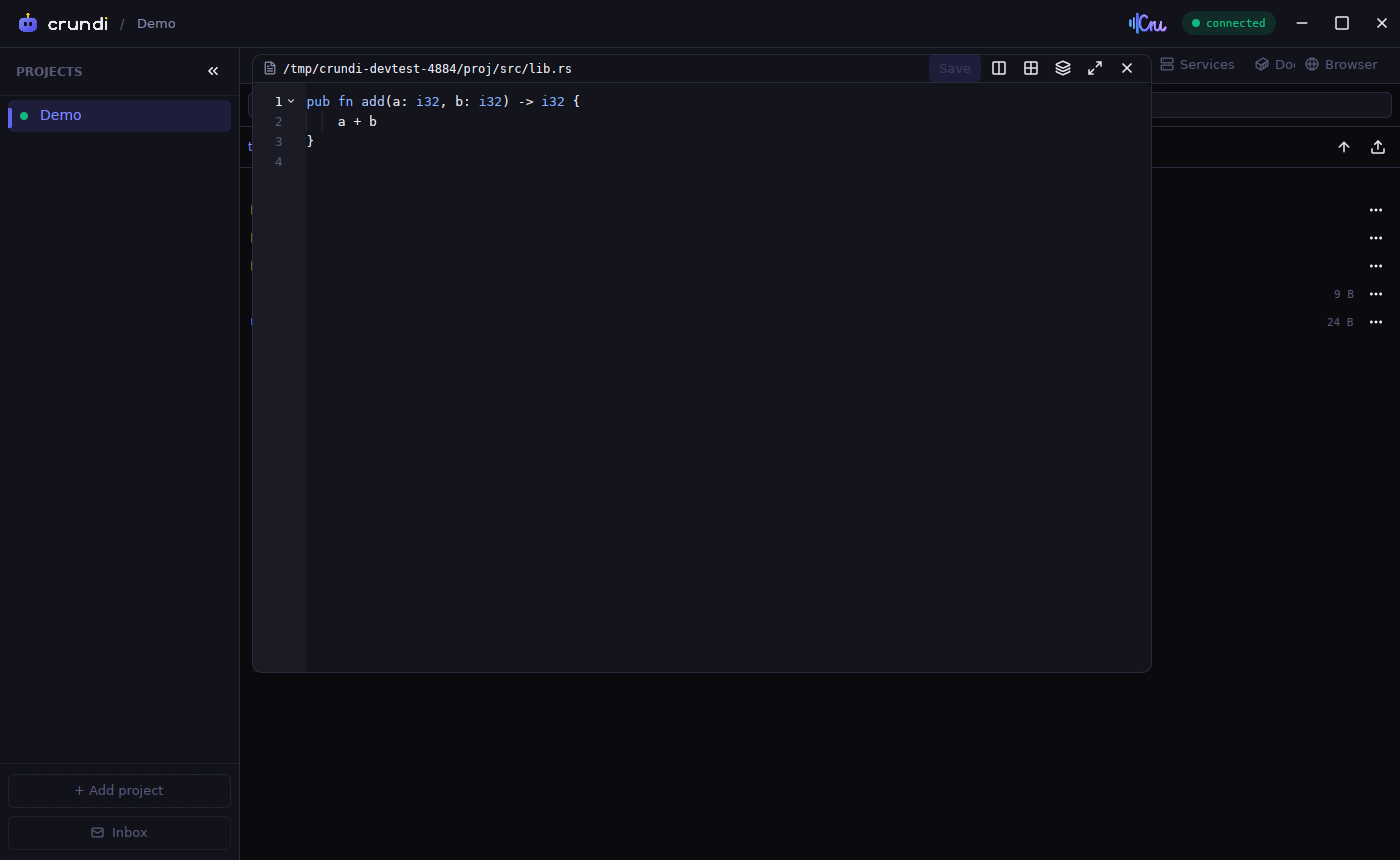 crundi / Demo
Cru
connected
PROJECTS
Demo
+ Add project
Inbox
/tmp/crundi-devtest-4884/proj/src/lib.rs
Save
Services
Browser
1 pub fn add(a: i32, b: i32) -> i32 {
2 a + b
3 }
4
9 B
24 B